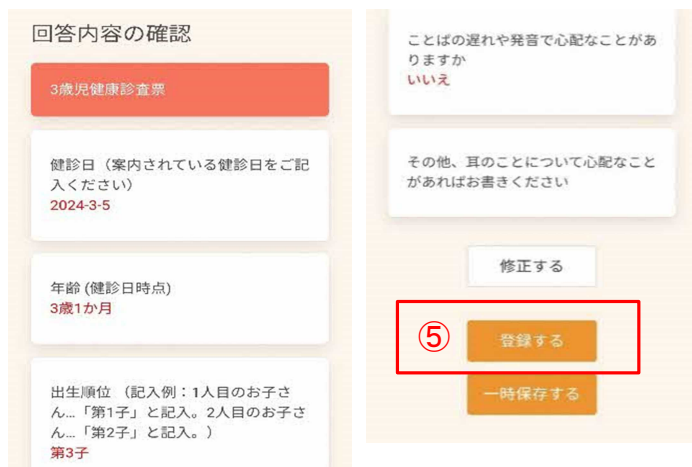 回答内容の確認
3歳児健康診査票
健診日（案内されている健診日をご記
入ください）
2024-3-5
年齢 (健診日時点)
3歳1か月
出生順位 （記入例：1人目のお子さ
ん...「第1子」と記入。2人目のお子さ
ん...「第2子」と記入。）
第3子
ことばの遅れや発音で心配なことがあ
りますか
いいえ
その他、耳のことについて心配なこと
があればお書きください
修正する
⑤
登録する
一時保存する